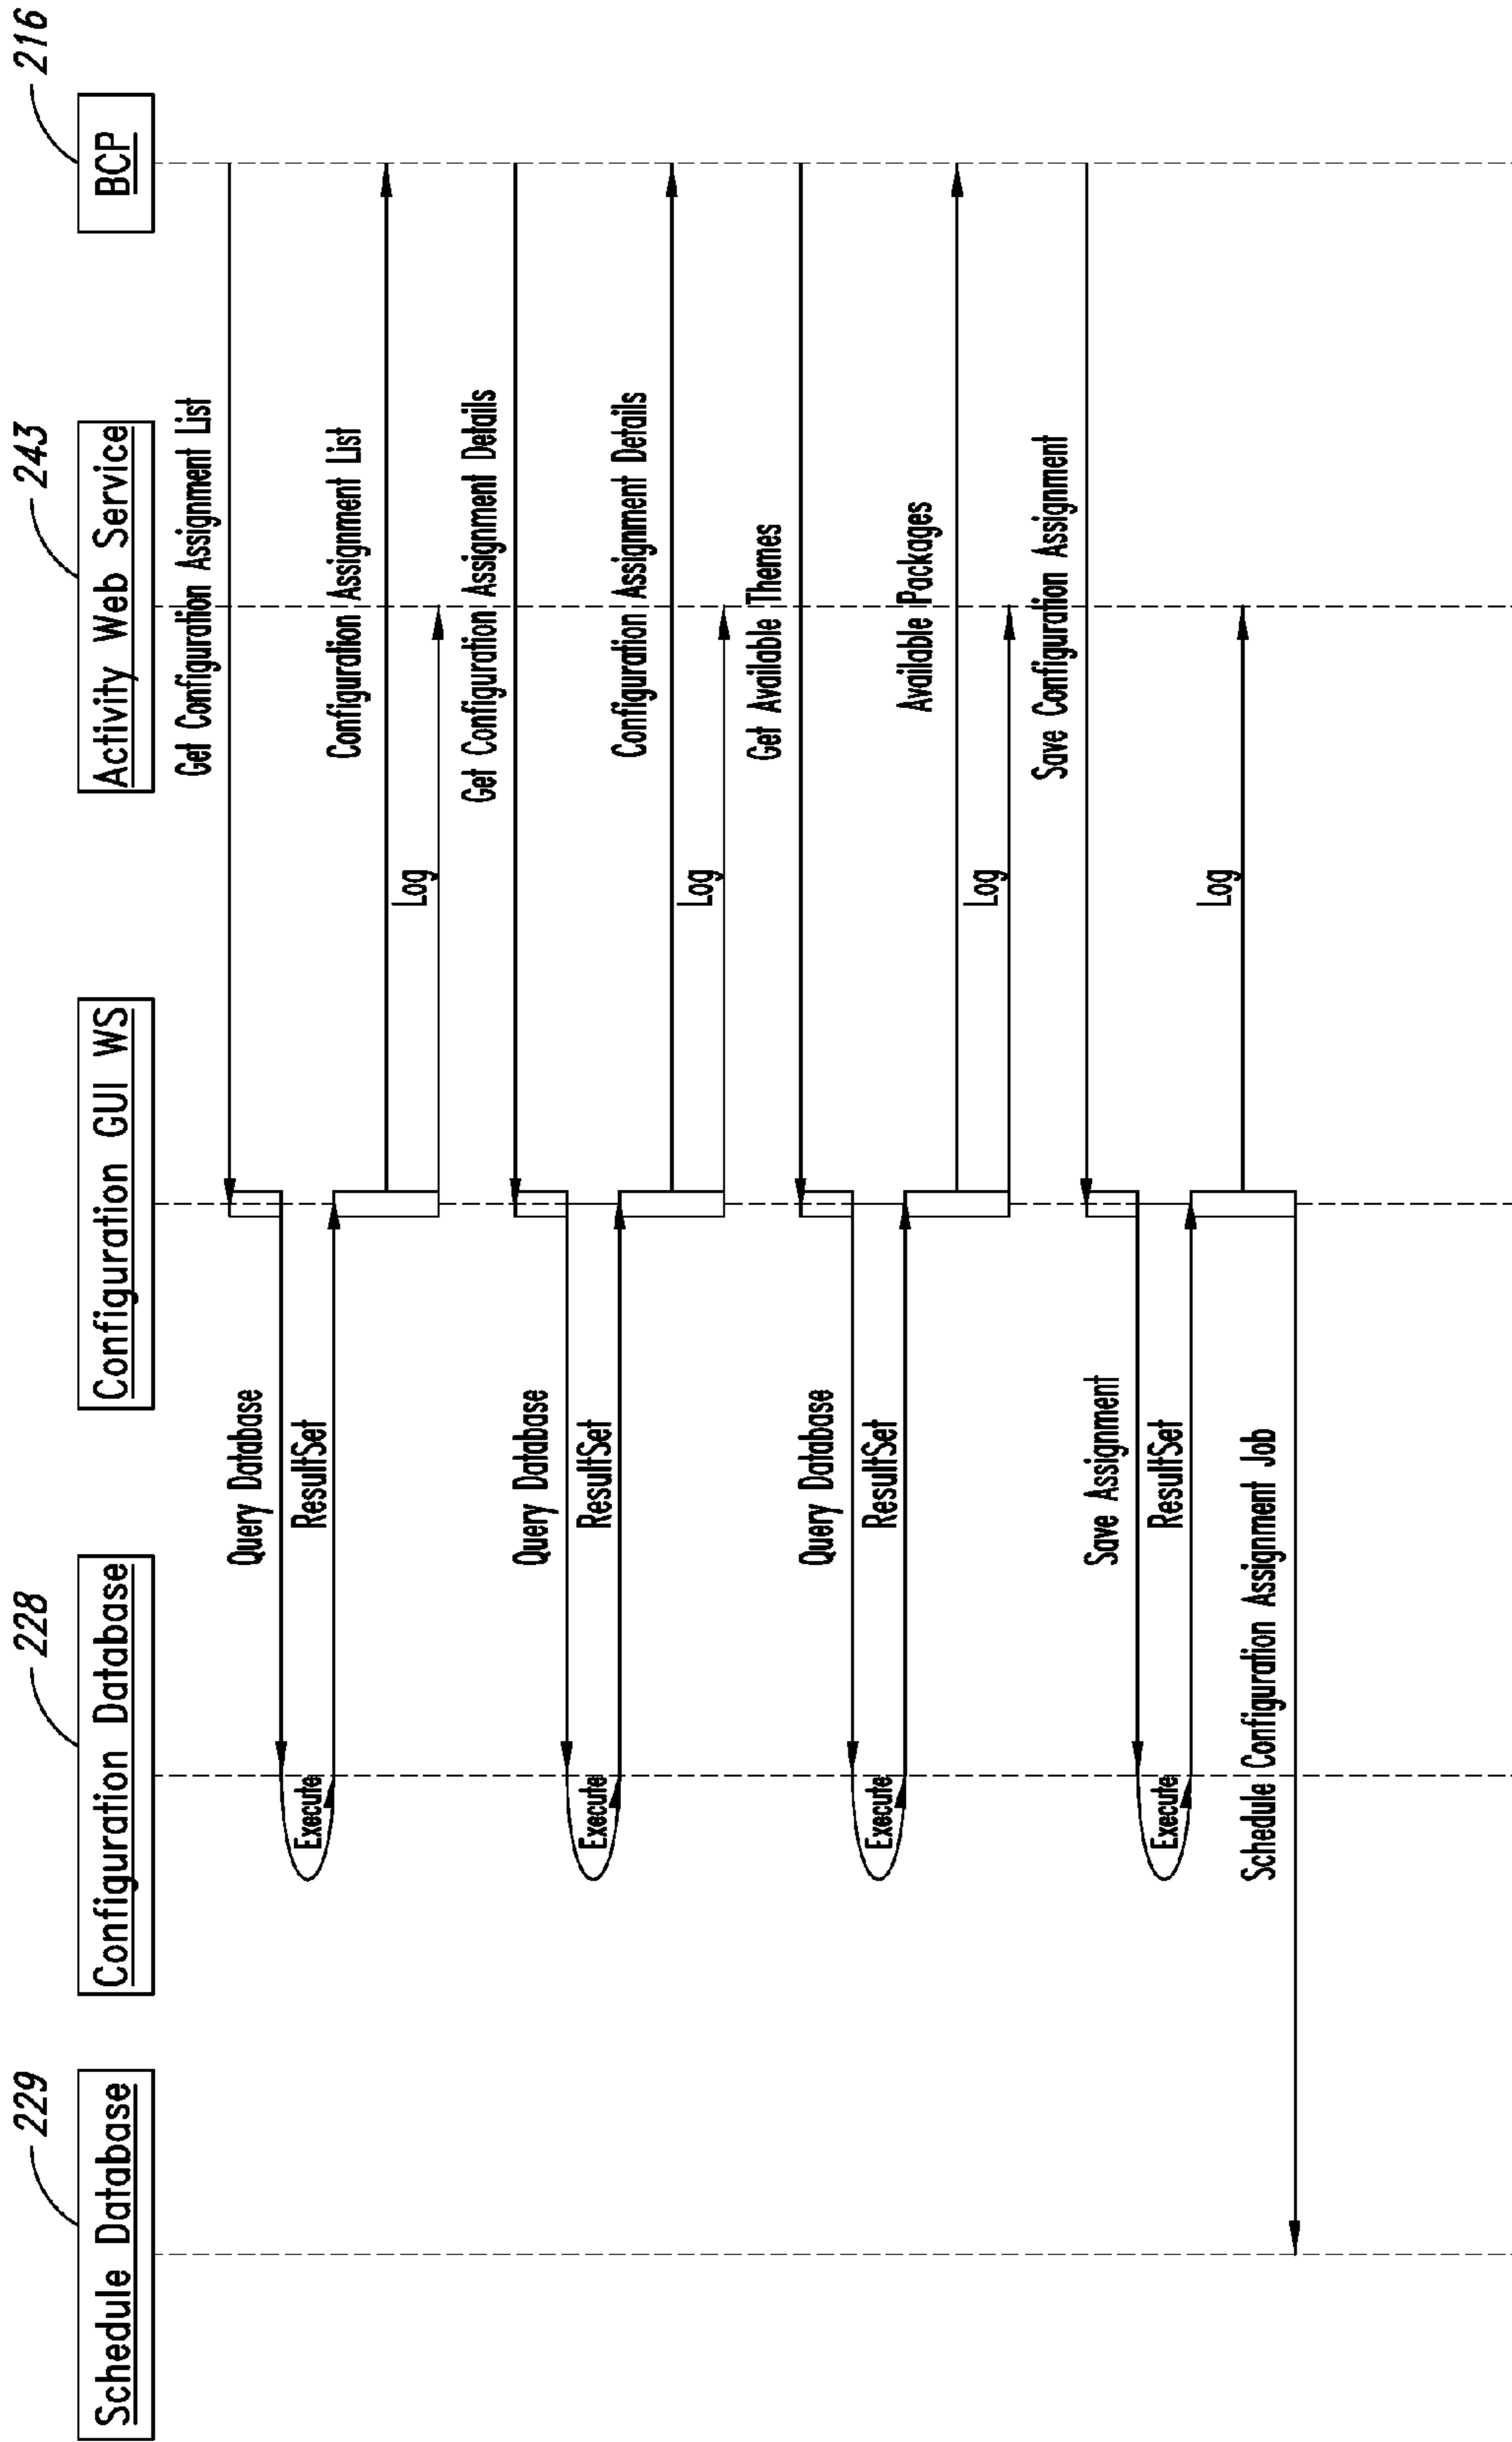 229
Schedule Database
228
Configuration Database
Configuration GUI WS
243
Activity Web Service
216
BCP
Get Configuration Assignment List
Query Database
Execute
ResultSet
Configuration Assignment List
Log
Get Configuration Assignment Details
Query Database
Execute
ResultSet
Configuration Assignment Details
Log
Get Available Themes
Query Database
Execute
ResultSet
Available Packages
Log
Save Configuration Assignment
Save Assignment
Execute
ResultSet
Log
Schedule Configuration Assignment Job